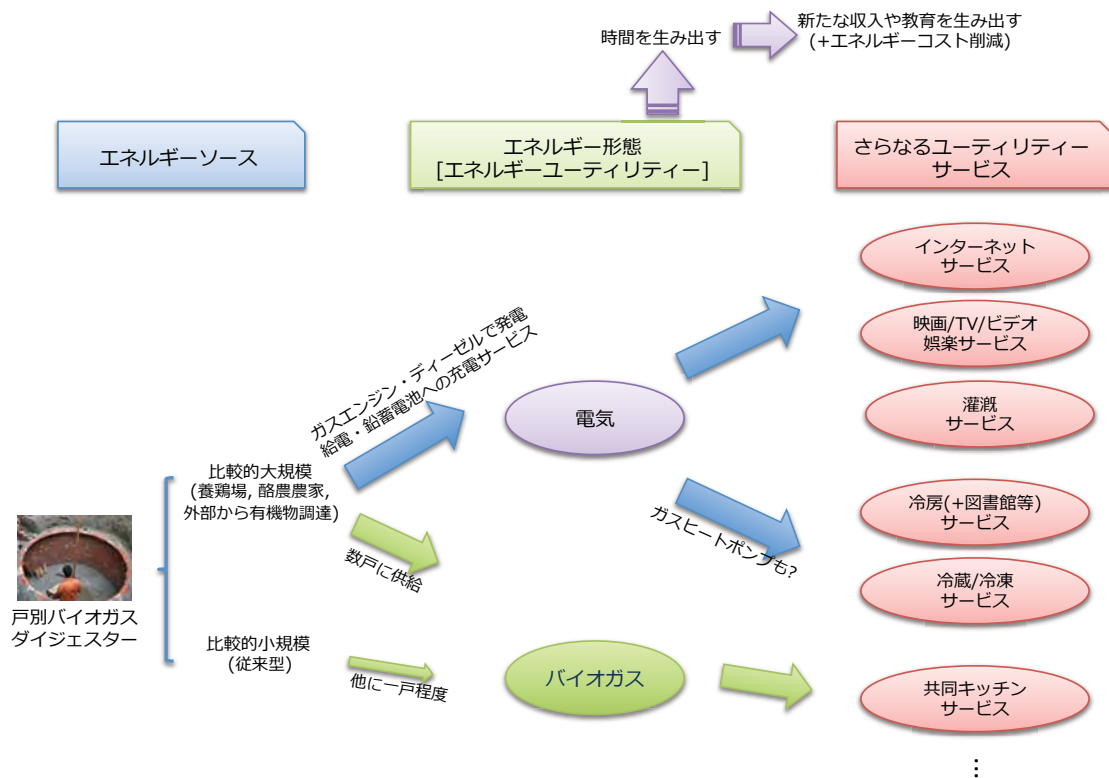 時間を生み出す
新たな収入や教育を生み出す
(+エネルギーコスト削減)
エネルギーソース
エネルギー形態
[エネルギーユーティリティー]
さらなるユーティリティー
サービス
インターネット
サービス
映画/TV/ビデオ
娯楽サービス
ガスエンジン・ディーゼルで発電
給電・鉛蓄電池への充電サービス
電気
灌漑
サービス
比較的大規模
(養鶏場, 酪農農家,
外部から有機物調達)
冷房(+図書館等)
サービス
ガスヒートポンプも?
数戸に供給
冷蔵/冷凍
サービス
戸別バイオガス
ダイジェスター
比較的小規模
(従来型)
他に一戸程度
バイオガス
共同キッチン
サービス
⋮